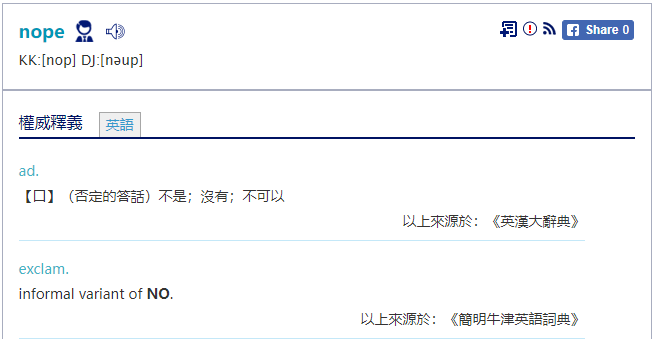 nope
Share 0
KK:[nop] DJ:[nəup]
權威釋義 英語
ad.
【口】（否定的答話）不是；沒有；不可以
以上來源於：《英漢大辭典》
exclam.
informal variant of NO.
以上來源於：《簡明牛津英語詞典》